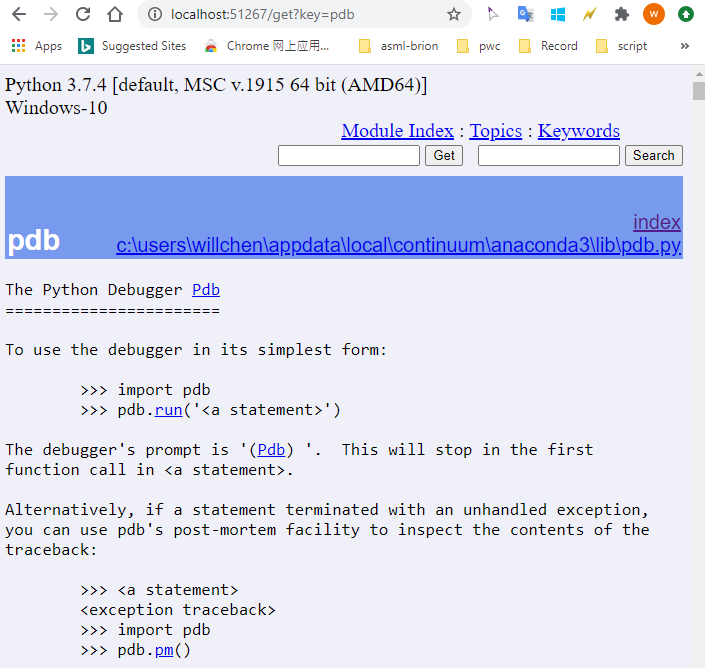 localhost:51267/get?key=pdb
W
Apps
Suggested Sites
Chrome 网上应用...
asml-brion
pwc
Record
script
»
Python 3.7.4 [default, MSC v.1915 64 bit (AMD64)]
Windows-10
Module Index : Topics : Keywords
Get
Search
index
pdb
c:\users\willchen\appdata\local\continuum\anaconda3\lib\pdb.py
The Python Debugger Pdb
=======================
To use the debugger in its simplest form:
>>> import pdb
>>> pdb.run('<a statement>')
The debugger's prompt is '(Pdb) '.  This will stop in the first
function call in <a statement>.
Alternatively, if a statement terminated with an unhandled exception,
you can use pdb's post-mortem facility to inspect the contents of the
traceback:
>>> <a statement>
<exception traceback>
>>> import pdb
>>> pdb.pm()